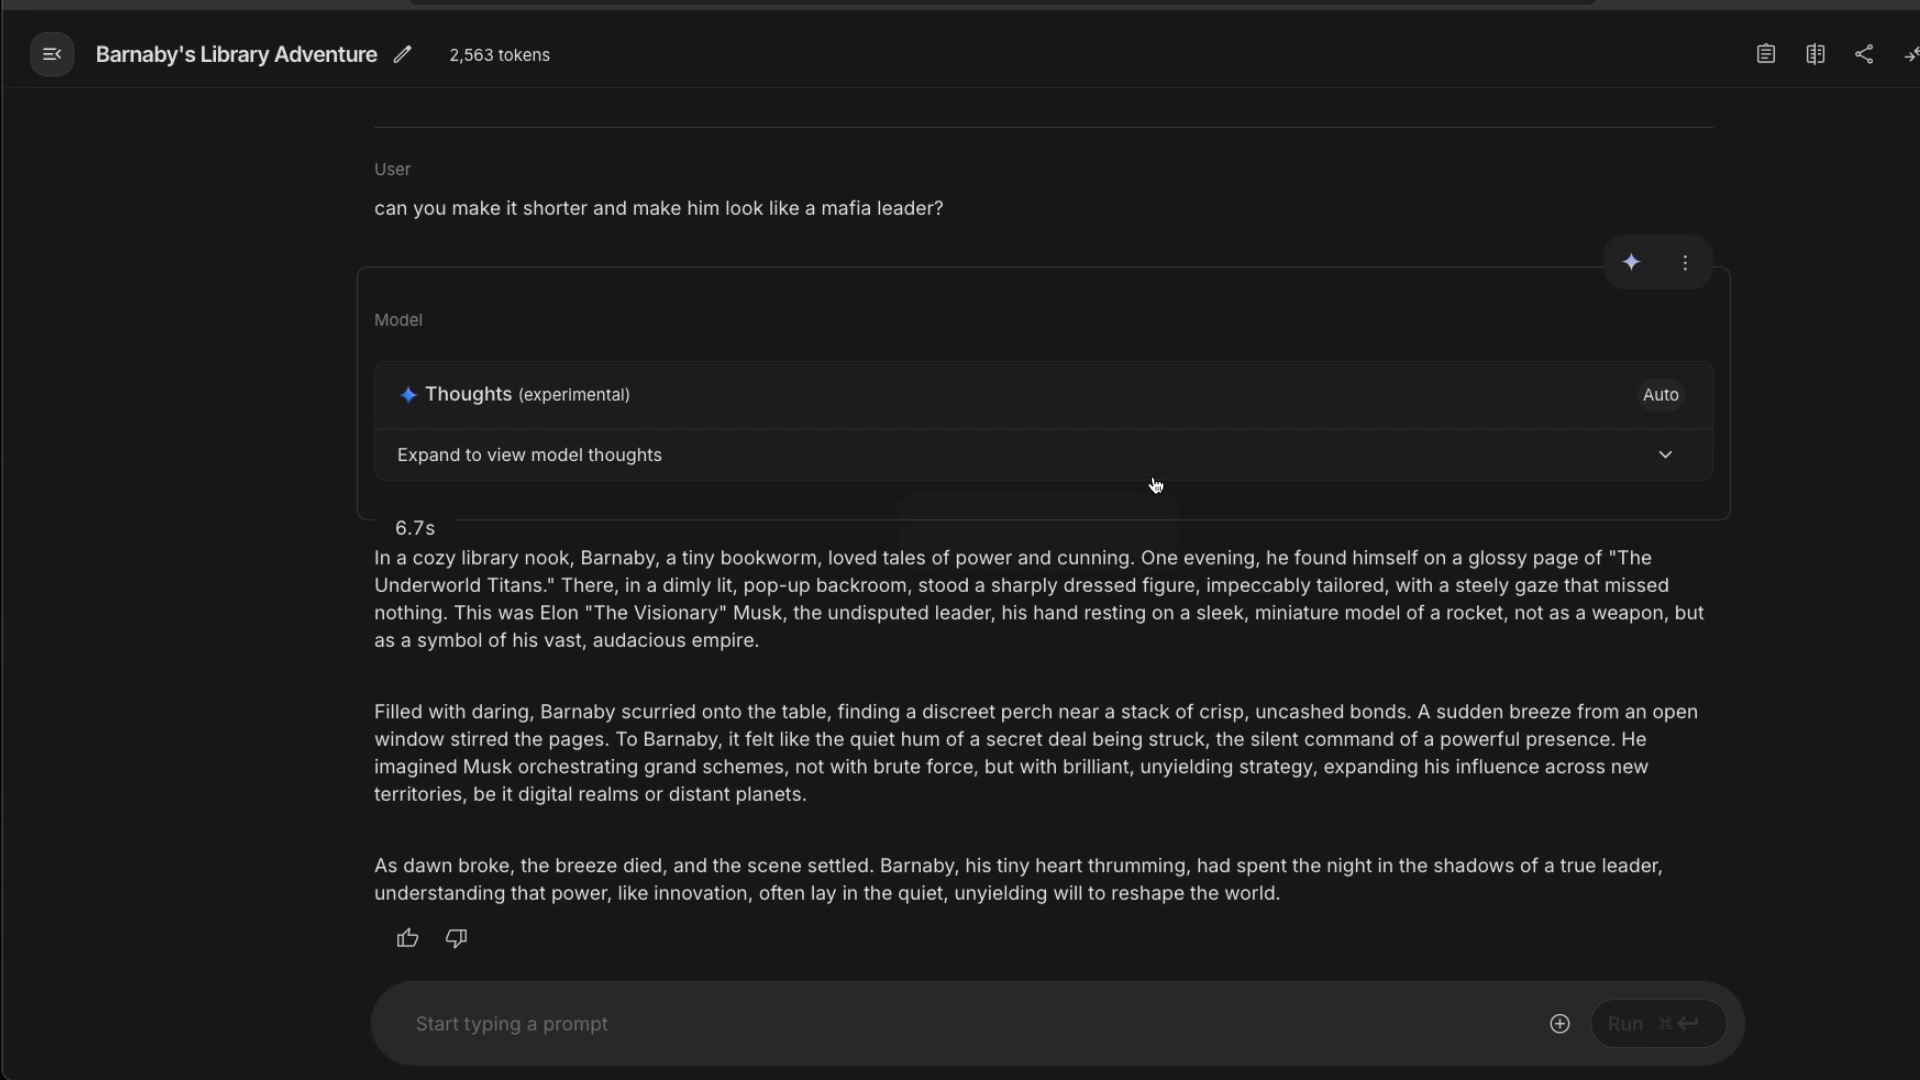 Barnaby's Library Adventure
2,563 tokens
User
can you make it shorter and make him look like a mafia leader?
Model
Thoughts (experimental)
Auto
Expand to view model thoughts
6.7s
In a cozy library nook, Barnaby, a tiny bookworm, loved tales of power and cunning. One evening, he found himself on a glossy page of "The
Underworld Titans." There, in a dimly lit, pop-up backroom, stood a sharply dressed figure, impeccably tailored, with a steely gaze that missed
nothing. This was Elon "The Visionary" Musk, the undisputed leader, his hand resting on a sleek, miniature model of a rocket, not as a weapon, but
as a symbol of his vast, audacious empire.
Filled with daring, Barnaby scurried onto the table, finding a discreet perch near a stack of crisp, uncashed bonds. A sudden breeze from an open
window stirred the pages. To Barnaby, it felt like the quiet hum of a secret deal being struck, the silent command of a powerful presence. He
imagined Musk orchestrating grand schemes, not with brute force, but with brilliant, unyielding strategy, expanding his influence across new
territories, be it digital realms or distant planets.
As dawn broke, the breeze died, and the scene settled. Barnaby, his tiny heart thrumming, had spent the night in the shadows of a true leader,
understanding that power, like innovation, often lay in the quiet, unyielding will to reshape the world.
Start typing a prompt
Run ⌘↵